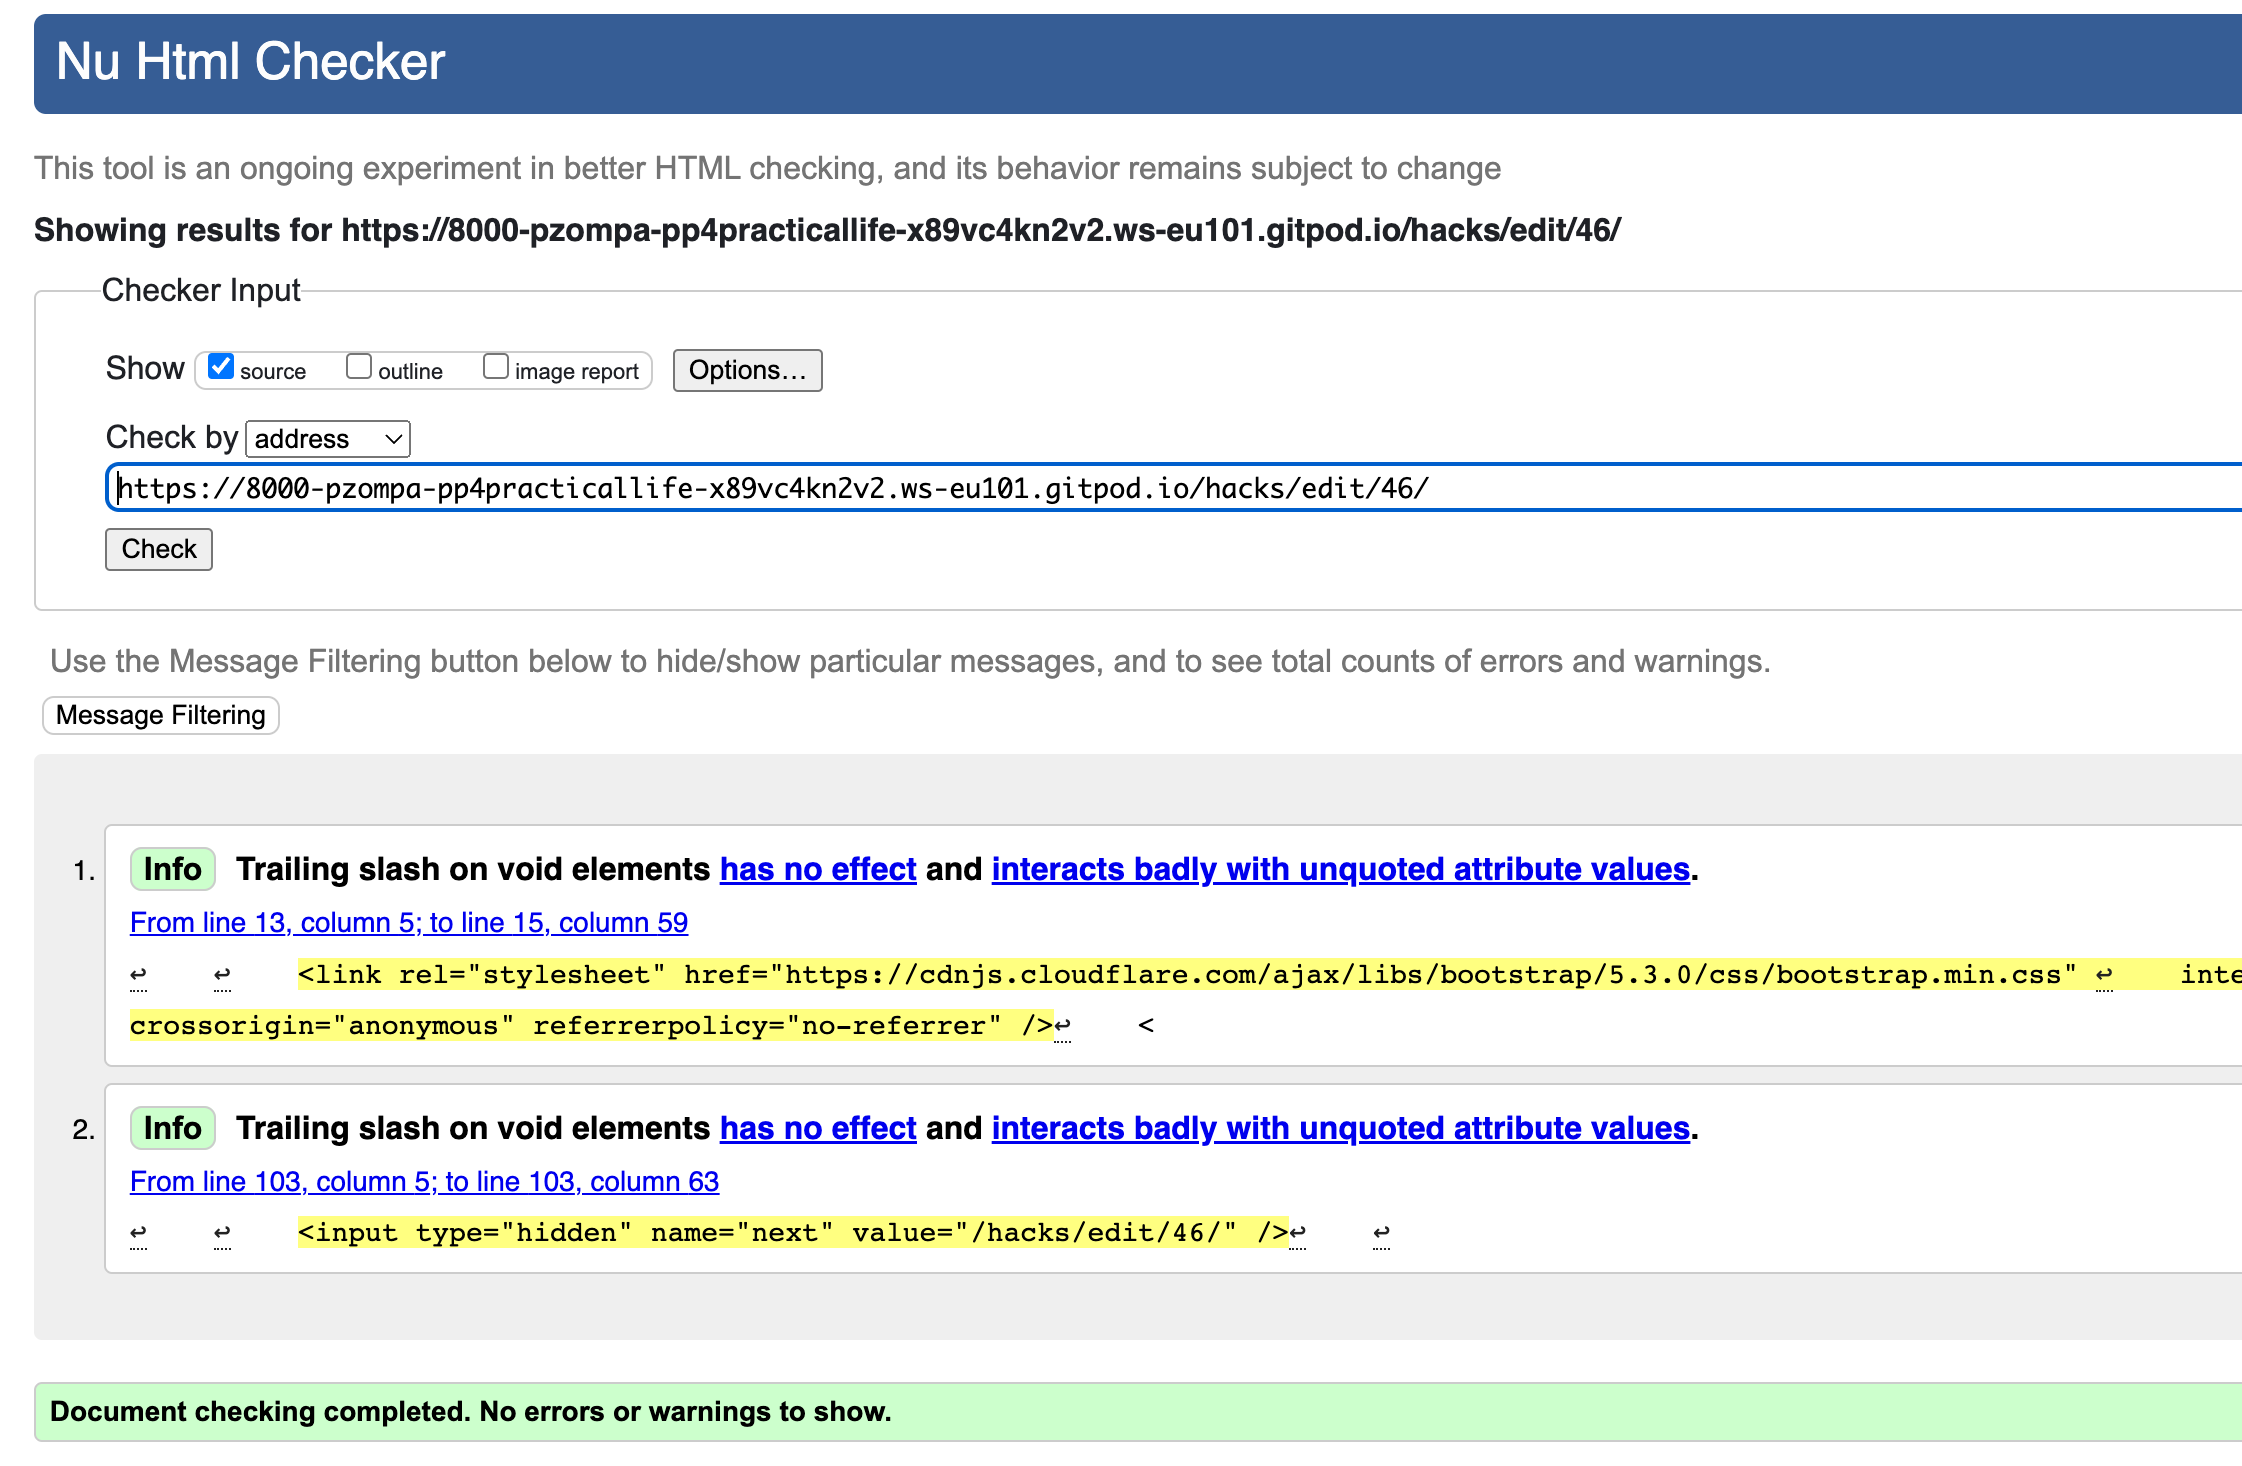 Nu Html Checker
This tool is an ongoing experiment in better HTML checking, and its behavior remains subject to change
Showing results for https://8000-pzompa-pp4practicallife-x89vc4kn2v2.ws-eu101.gitpod.io/hacks/edit/46/
Checker Input
Show source outline image report Options…
Check by address
https://8000-pzompa-pp4practicallife-x89vc4kn2v2.ws-eu101.gitpod.io/hacks/edit/46/
Check
Use the Message Filtering button below to hide/show particular messages, and to see total counts of errors and warnings.
Message Filtering
1. Info Trailing slash on void elements has no effect and interacts badly with unquoted attribute values.
From line 13, column 5; to line 15, column 59
↩ ↩ <link rel="stylesheet" href="https://cdnjs.cloudflare.com/ajax/libs/bootstrap/5.3.0/css/bootstrap.min.css" ↩ inte
crossorigin="anonymous" referrerpolicy="no-referrer" />↩ <
2. Info Trailing slash on void elements has no effect and interacts badly with unquoted attribute values.
From line 103, column 5; to line 103, column 63
↩ ↩ <input type="hidden" name="next" value="/hacks/edit/46/" />↩ ↩
Document checking completed. No errors or warnings to show.